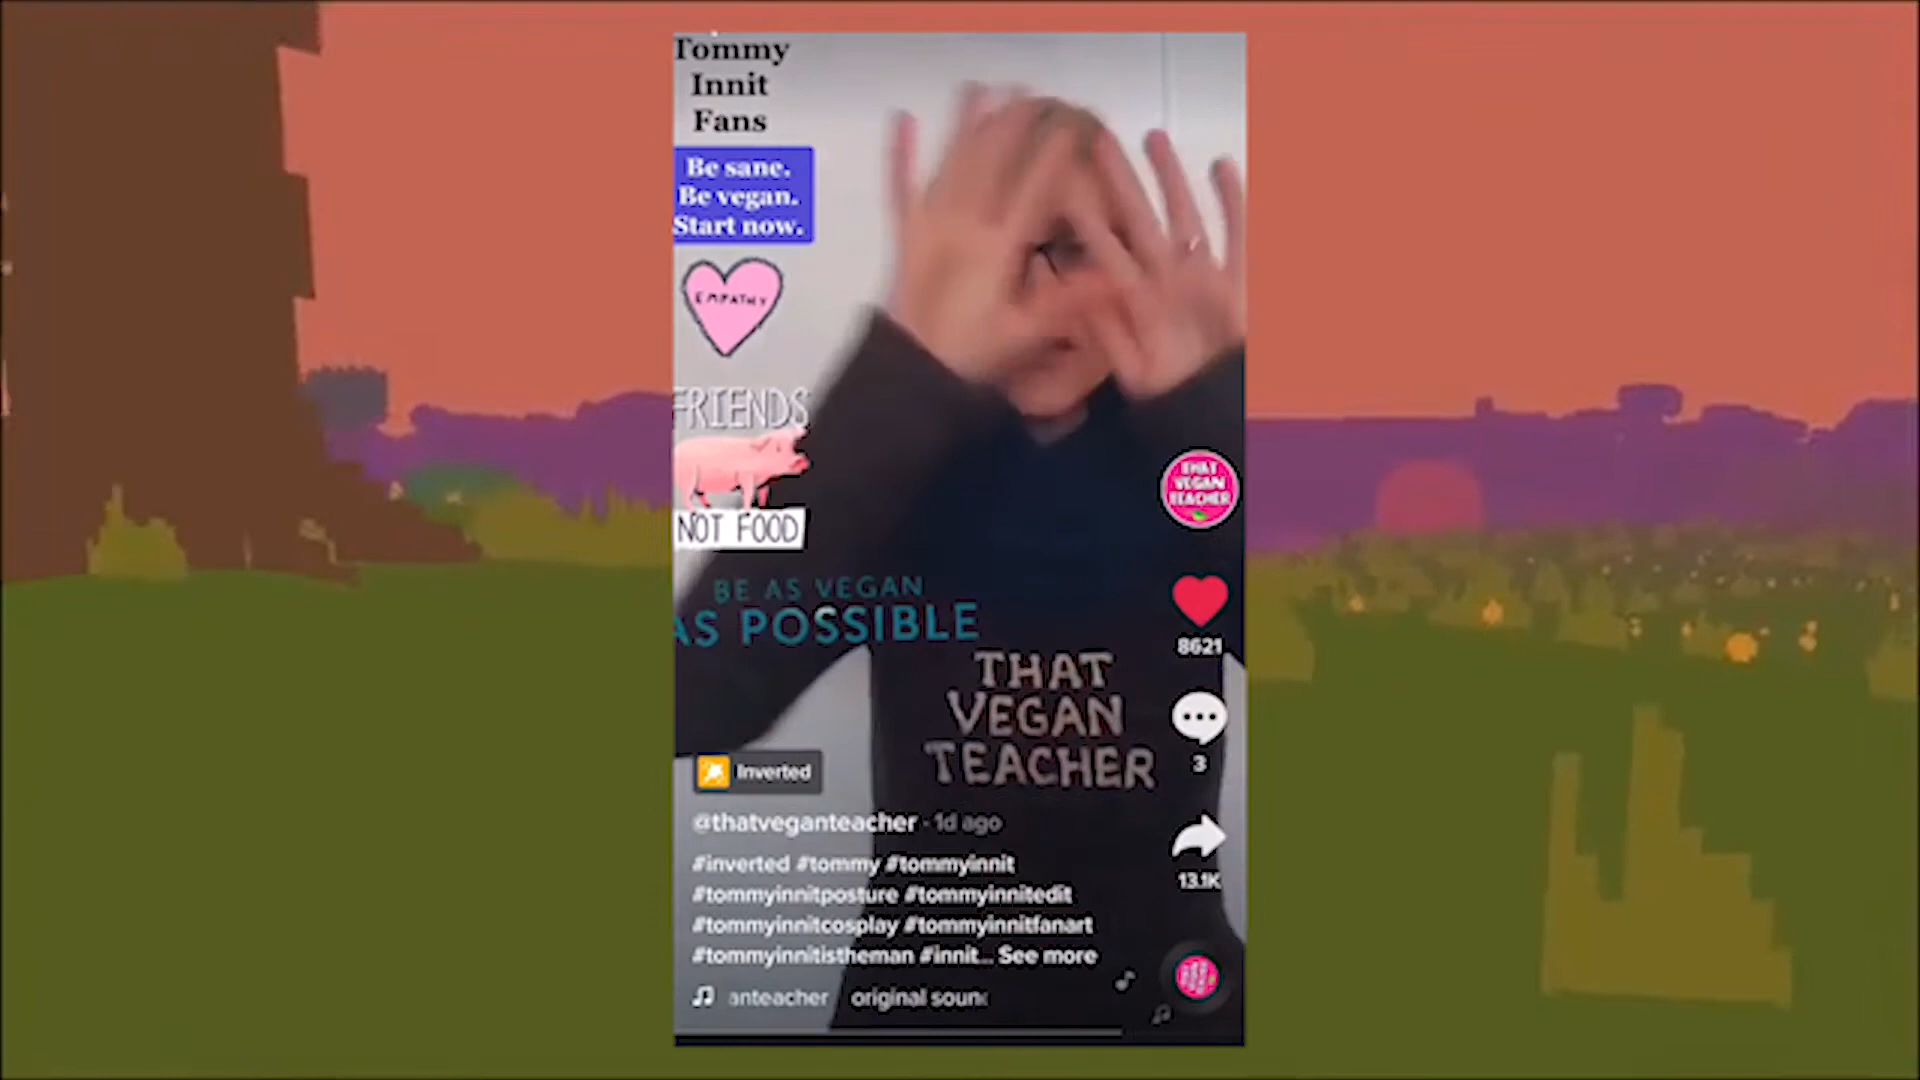 Tommy
Innit
Fans
Be sane.
Be vegan.
Start now.
EMPATHY
FRIENDS
NOT FOOD
BE AS VEGAN
AS POSSIBLE
THAT
VEGAN
TEACHER
THAT
VEGAN
TEACHER
8621
3
13.1K
Inverted
@thatveganteacher · 1d ago
#inverted #tommy #tommyinnit
#tommyinnitposture #tommyinnitedit
#tommyinnitcosplay #tommyinnitfanart
#tommyinnitistheman #innit... See more
anteacher original soun